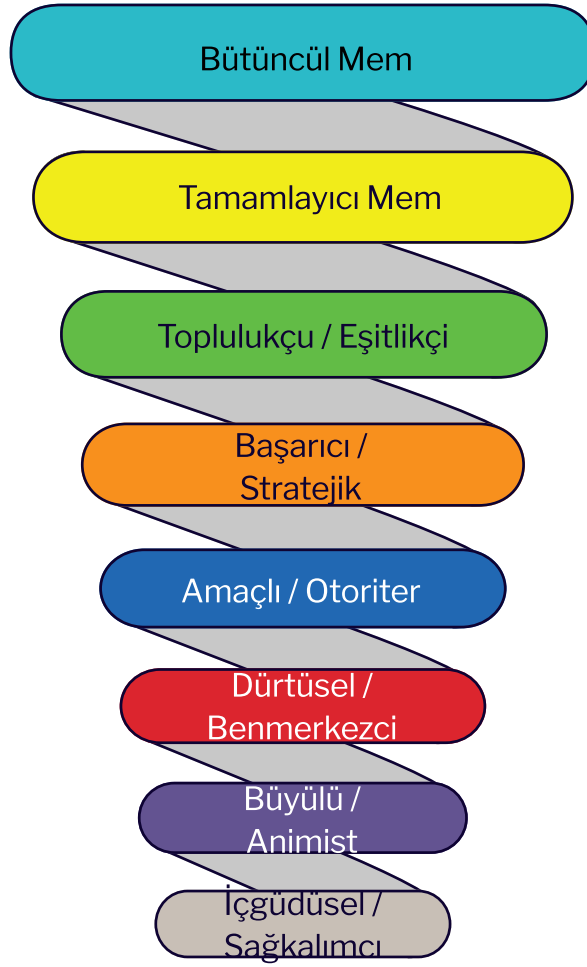 Bütüncül Mem
Tamamlayıcı Mem
Toplulukçu / Eşitlikçi
Başarıcı /
Stratejik
Amaçlı / Otoriter
Dürtüsel /
Benmerkezci
Büyülü /
Animist
İçgüdüsel /
Sağkalımcı